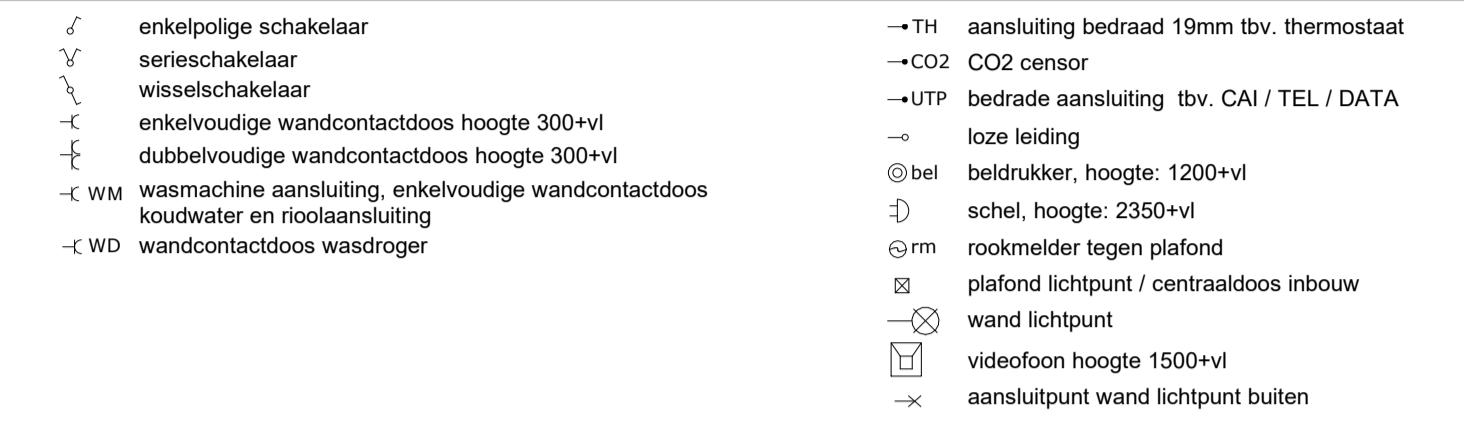 enkelpolige schakelaar
serieschakelaar
wisselschakelaar
enkelvoudige wandcontactdoos hoogte 300+vl
dubbelvoudige wandcontactdoos hoogte 300+vl
WM wasmachine aansluiting, enkelvoudige wandcontactdoos
koudwater en rioolaansluiting
WD wandcontactdoos wasdroger
TH aansluiting bedraad 19mm tbv. thermostaat
CO2 CO2 censor
UTP bedrade aansluiting tbv. CAI / TEL / DATA
loze leiding
bel beldrukker, hoogte: 1200+vl
schel, hoogte: 2350+vl
rm rookmelder tegen plafond
plafond lichtpunt / centraaldoos inbouw
wand lichtpunt
videofoon hoogte 1500+vl
aansluitpunt wand lichtpunt buiten